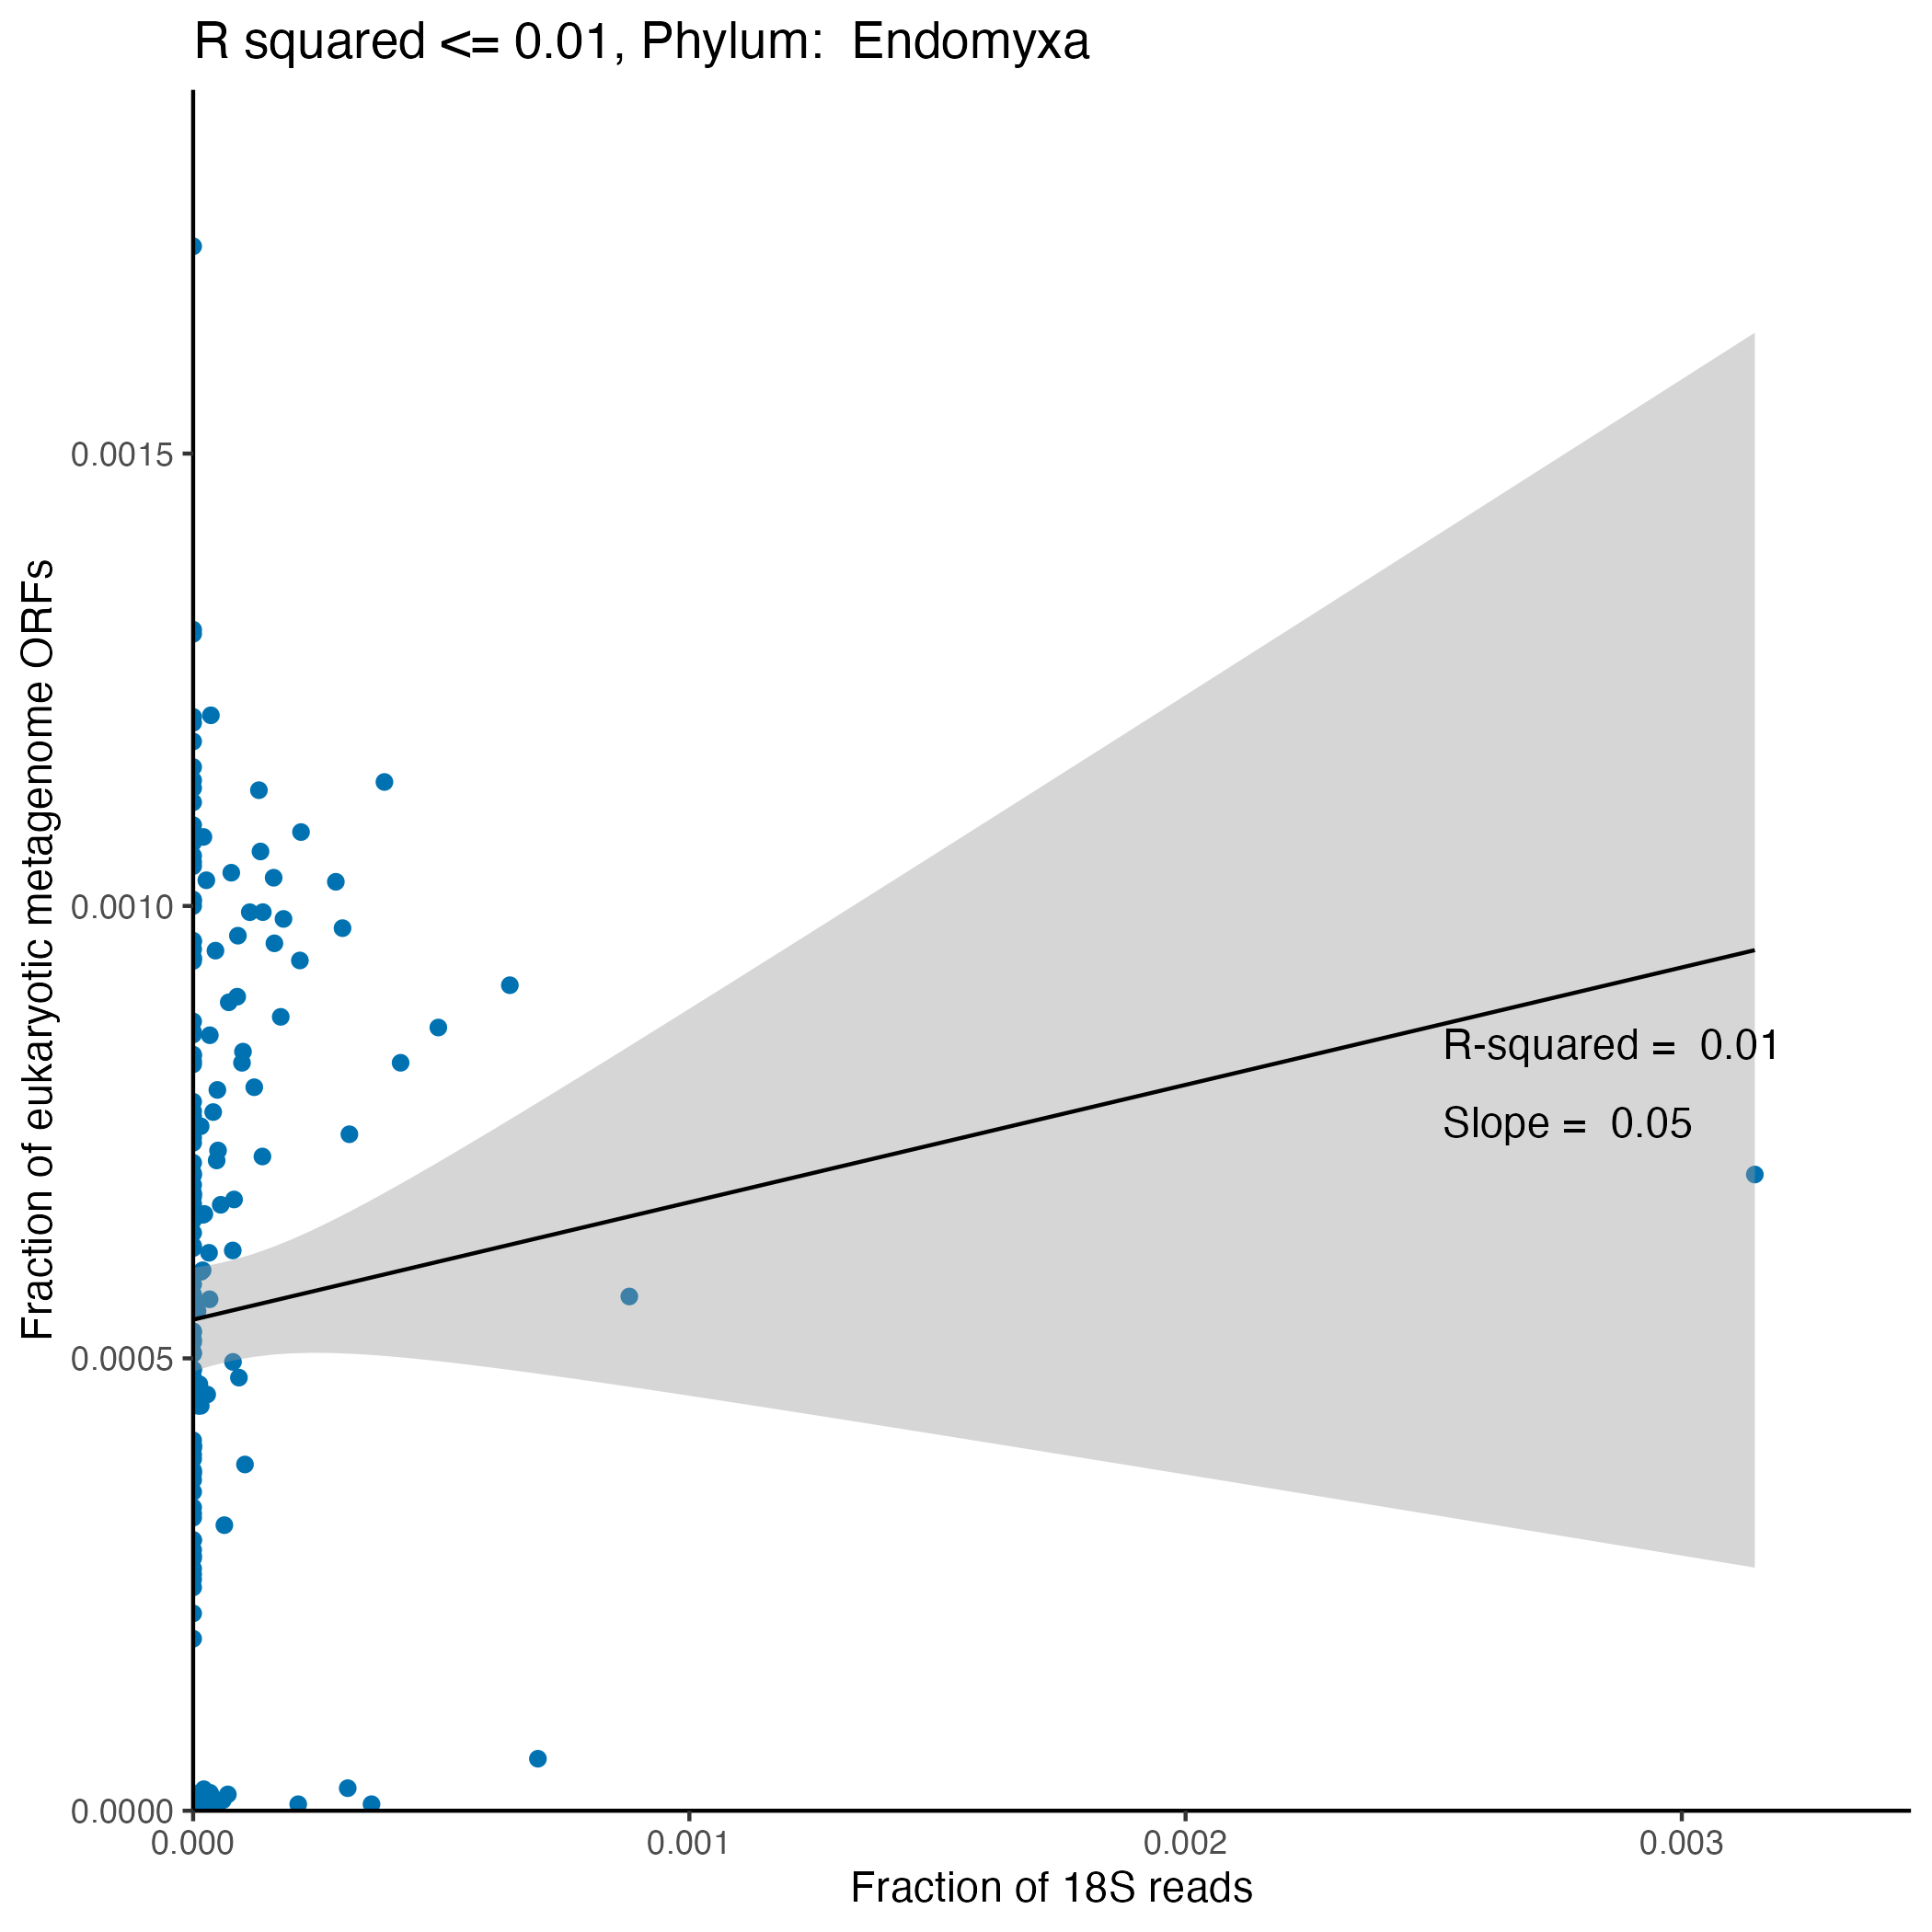 R squared <= 0.01, Phylum:  Endomyxa
Fraction of eukaryotic metagenome ORFs
0.0015
0.0010
0.0005
0.0000
R-squared =  0.01
Slope =  0.05
0.000
0.001
0.002
0.003
Fraction of 18S reads